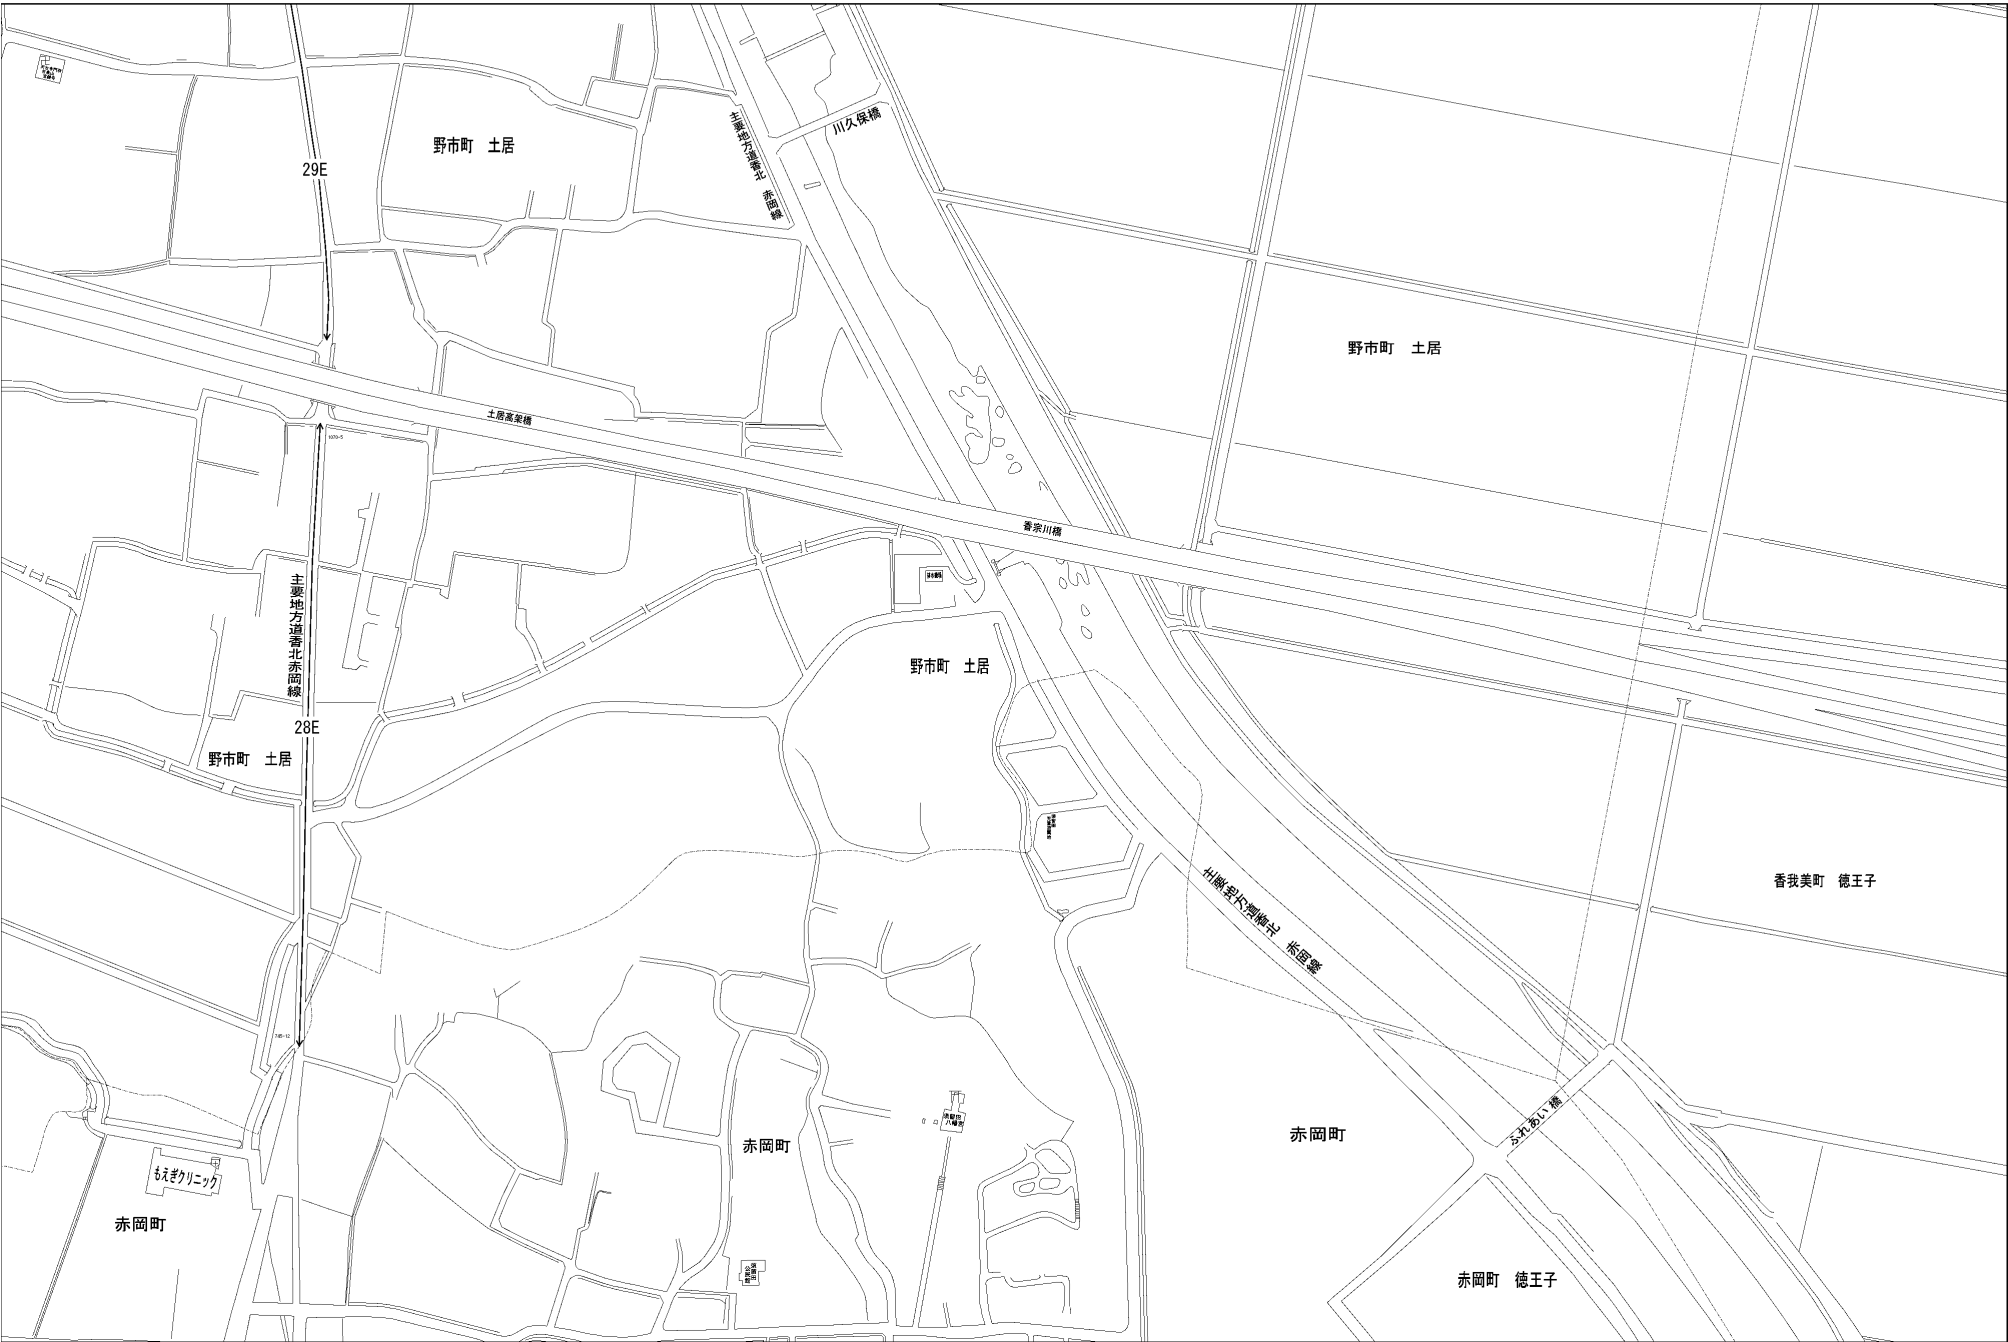 川久保橋
主要地方道香北　赤岡線
野市町　土居
29E
野市町　土居
土居高架橋
1070-5
香宗川橋
主要地方道香北赤岡線
野市町　土居
28E
野市町　土居
香我美町　徳王子
主要地方道香北　赤岡線
745-12
ふれあい橋
赤岡町
赤岡町
もえぎクリニック
赤岡町
赤岡町　徳王子